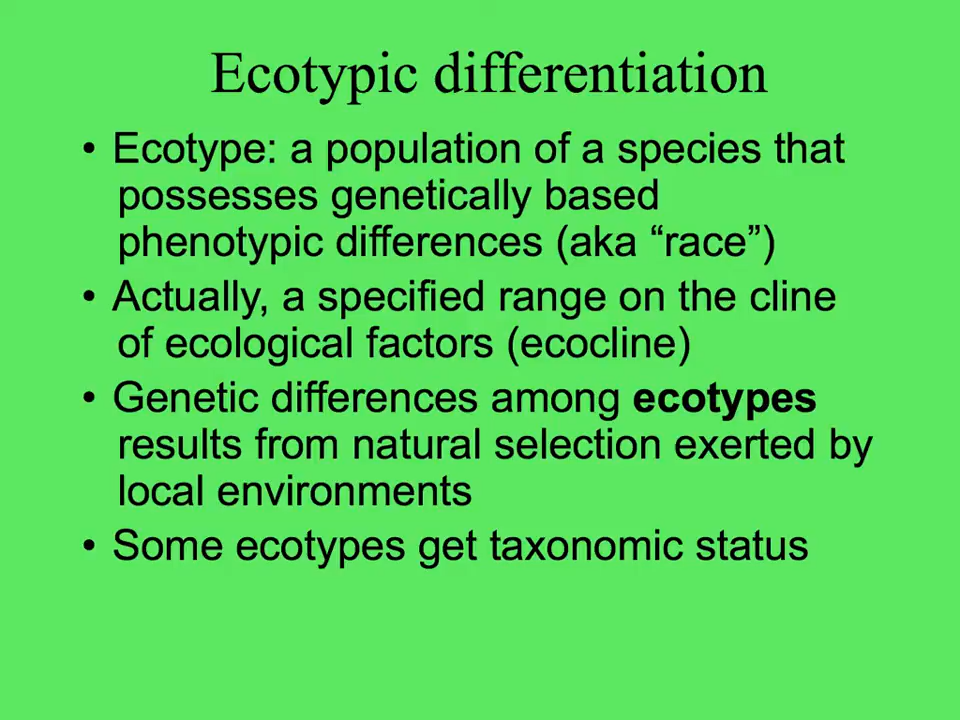 Ecotypic differentiation
• Ecotype: a population of a species that
possesses genetically based
phenotypic differences (aka “race”)
• Actually, a specified range on the cline
of ecological factors (ecocline)
• Genetic differences among ecotypes
results from natural selection exerted by
local environments
• Some ecotypes get taxonomic status